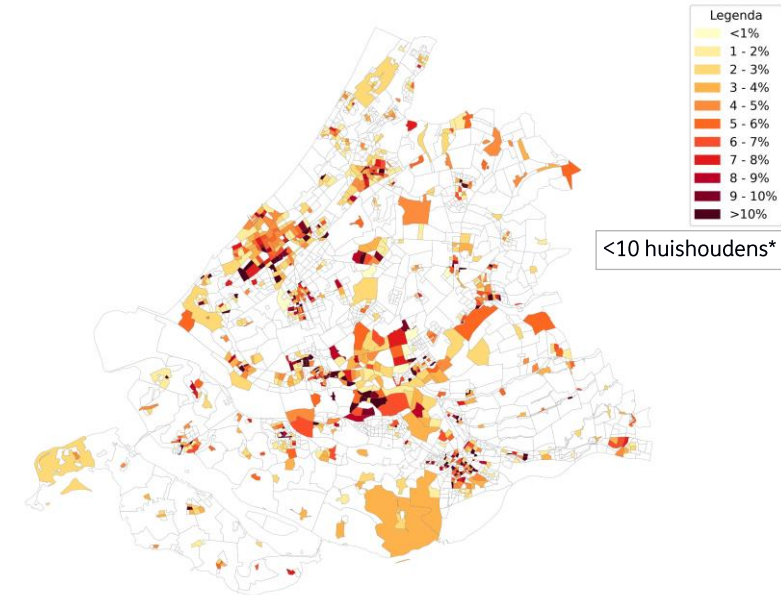 Legenda
<1%
1 - 2%
2 - 3%
3 - 4%
4 - 5%
5 - 6%
6 - 7%
7 - 8%
8 - 9%
9 - 10%
>10%
<10 huishoudens*